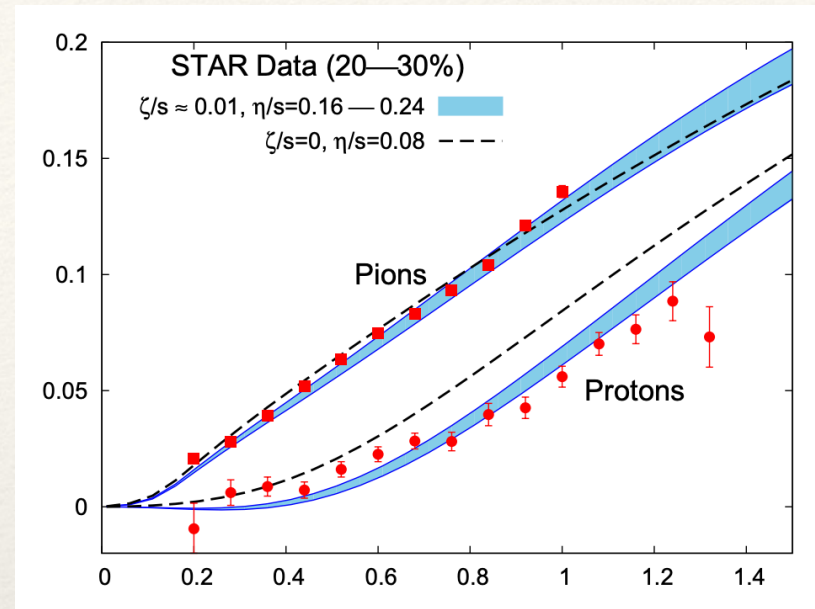 0.2
STAR Data (20—30%)
ζ/s ≈ 0.01, η/s=0.16 — 0.24
ζ/s=0, η/s=0.08
0.15
Pions
0.1
0.05
Protons
0
0 0.2 0.4 0.6 0.8 1 1.2 1.4